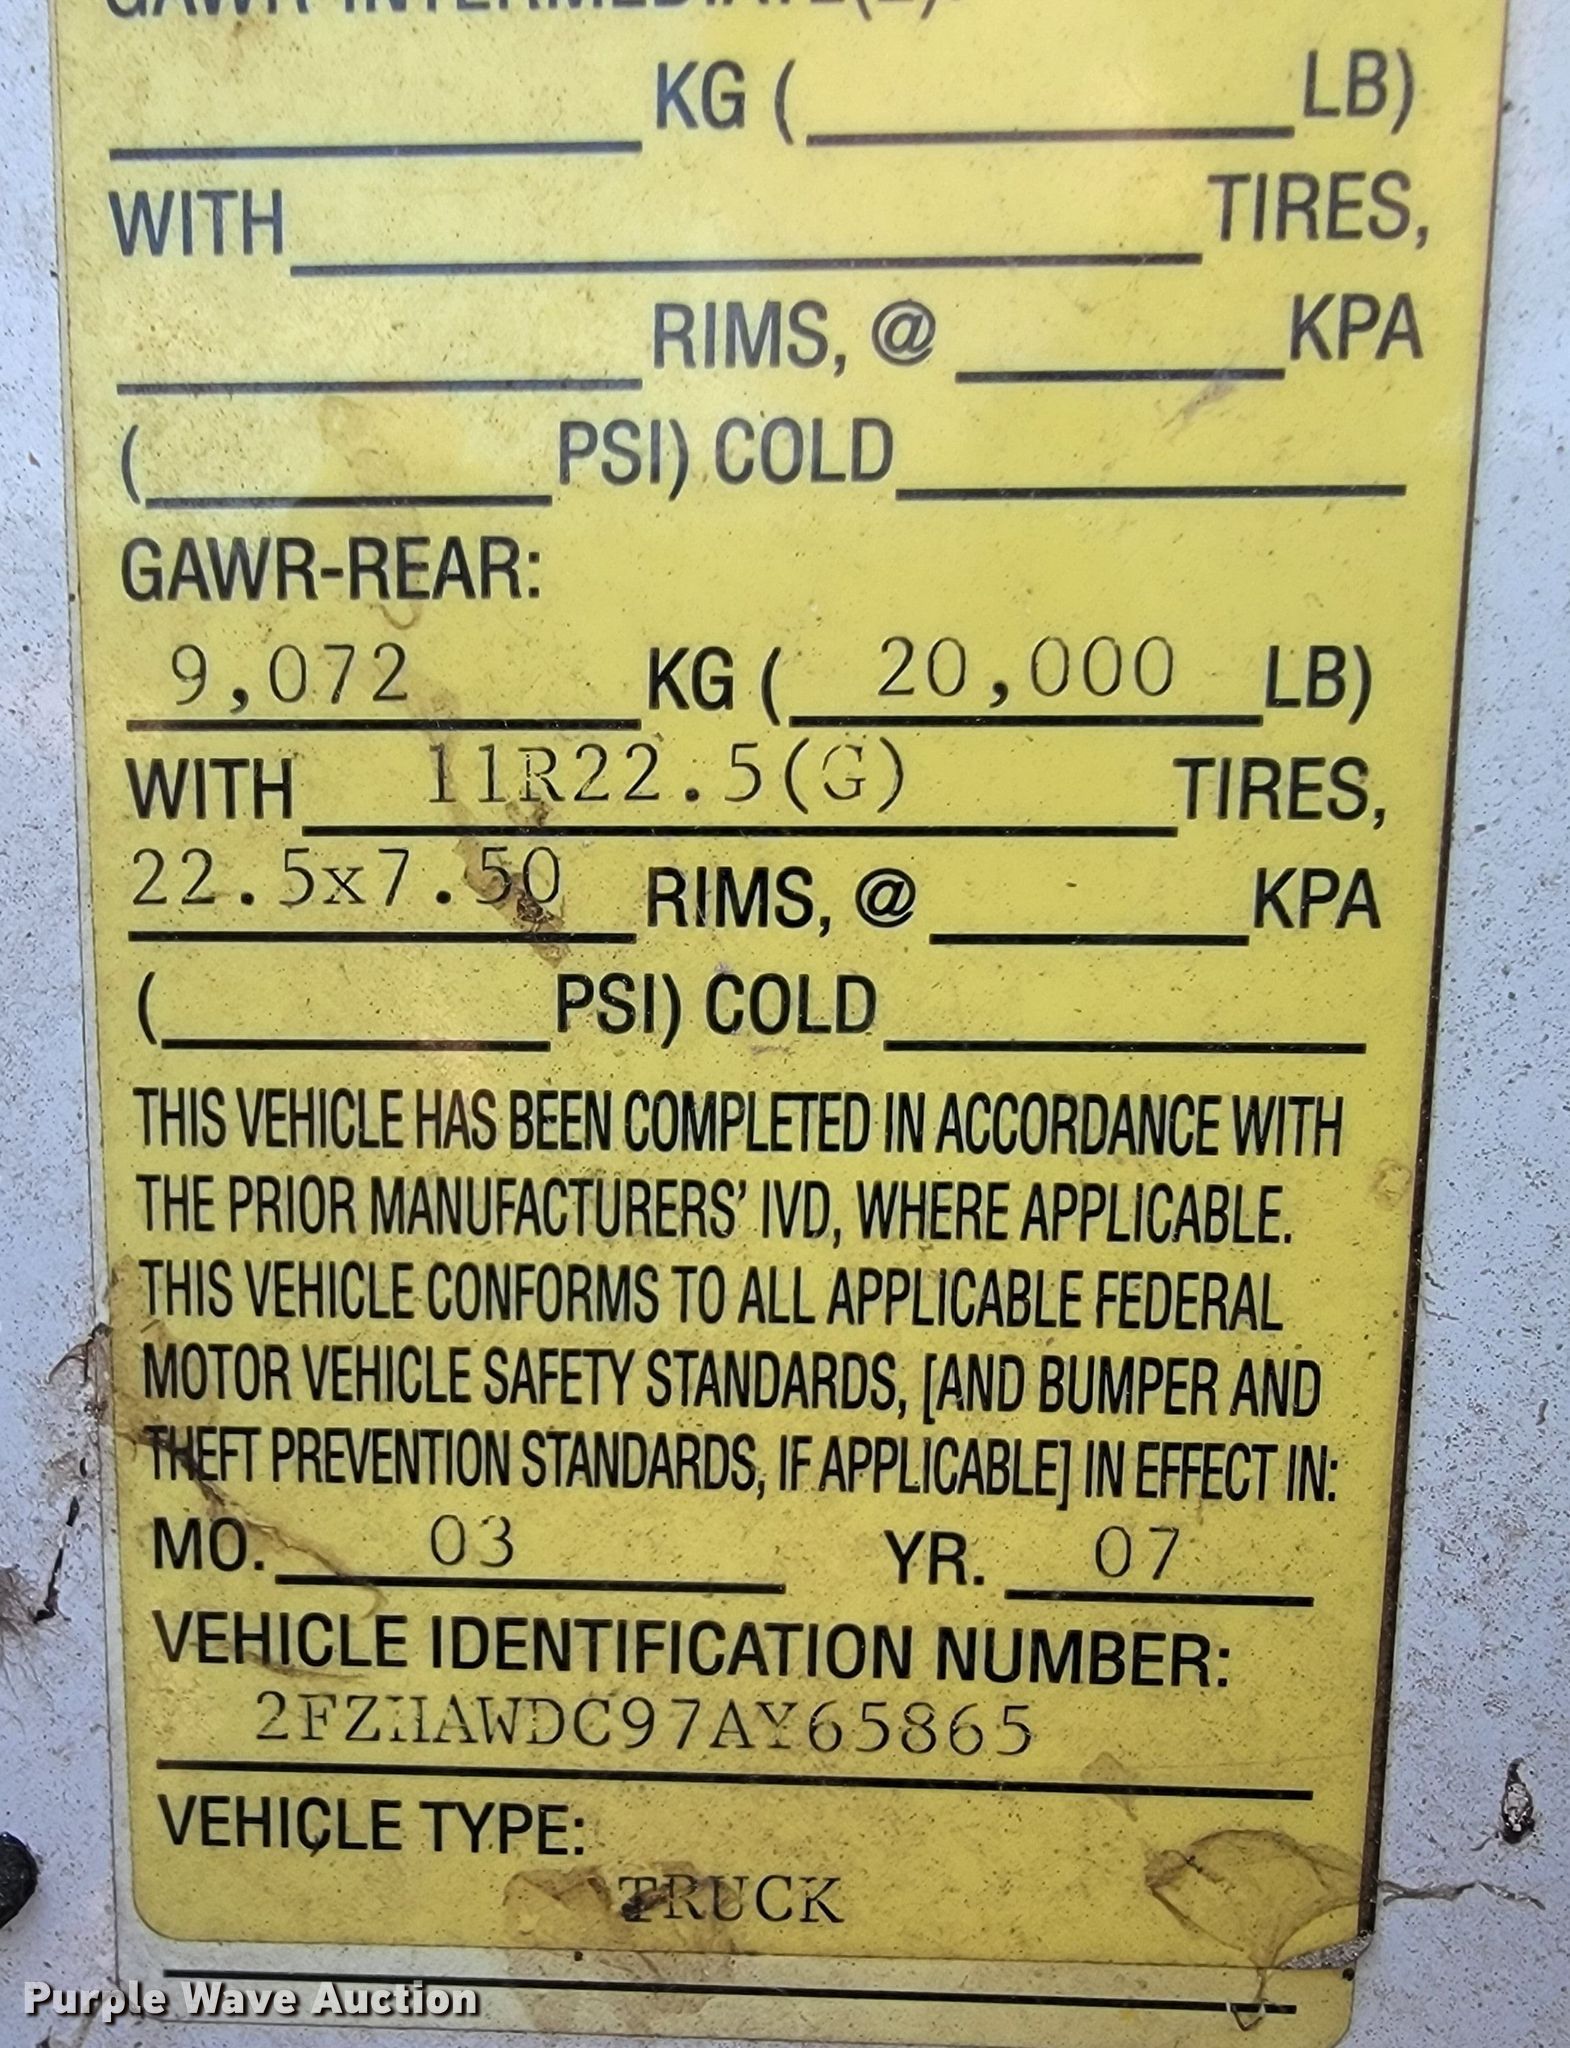 GAWR-INTERMEDIATE(2):
KG ( LB)
WITH TIRES,
RIMS, @ KPA
( PSI) COLD
GAWR-REAR:
9,072 KG ( 20,000 LB)
WITH 11R22.5(G) TIRES,
22.5x7.50 RIMS, @ - KPA
( PSI) COLD
THIS VEHICLE HAS BEEN COMPLETED IN ACCORDANCE WITH
THE PRIOR MANUFACTURERS' IVD, WHERE APPLICABLE.
THIS VEHICLE CONFORMS TO ALL APPLICABLE FEDERAL
MOTOR VEHICLE SAFETY STANDARDS, [AND BUMPER AND
THEFT PREVENTION STANDARDS, IF APPLICABLE] IN EFFECT IN:
MO. 03 YR. 07
VEHICLE IDENTIFICATION NUMBER:
2FZHAWDC97AY65865
VEHICLE TYPE:
TRUCK
Purple Wave Auction